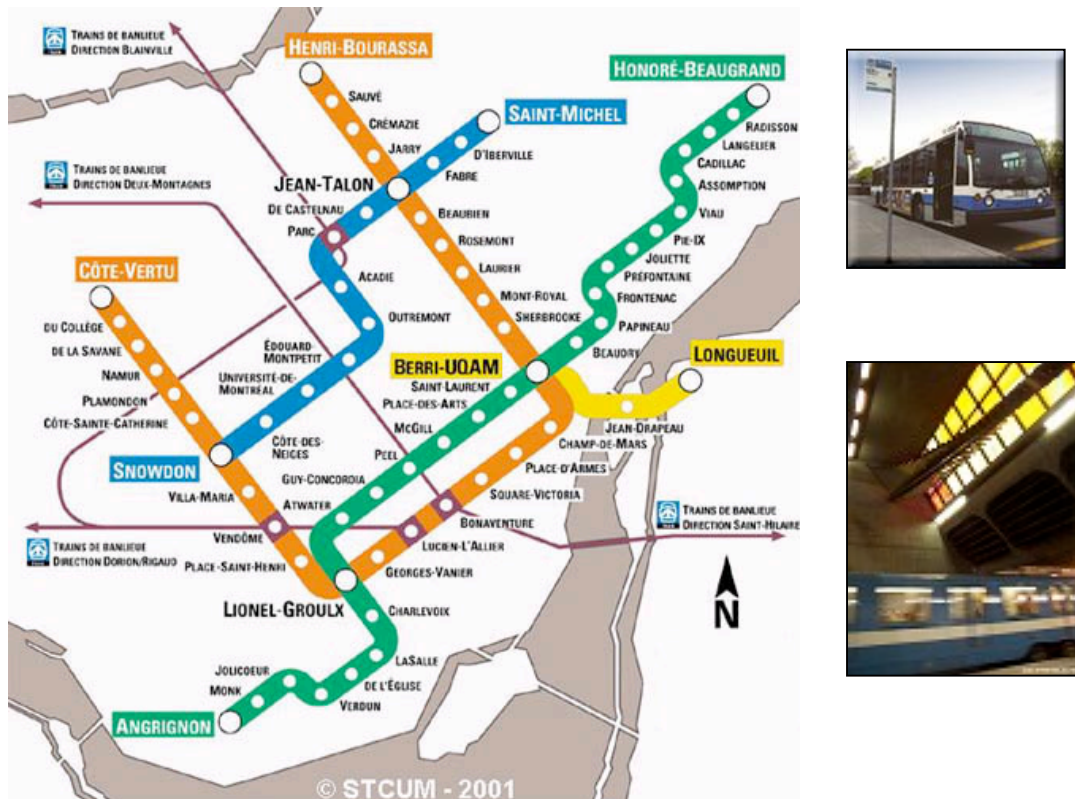 TRAINS DE BANLIEUE
DIRECTION BLAINVILLE
HENRI-BOURASSA
HONORÉ-BEAUGRAND
SAUVÉ
SAINT-MICHEL
CRÉMAZIE
RADISSON
JARRY
D'IBERVILLE
LANGELIER
CADILLAC
TRAINS DE BANLIEUE
DIRECTION DEUX-MONTAGNES
JEAN-TALON
FABRE
ASSOMPTION
DE CASTELNAU
BEAUBIEN
VIAU
PARC
ROSEMONT
PIE-IX
JOLIETTE
CÔTE-VERTU
ACADIE
LAURIER
PRÉFONTAINE
MONT-ROYAL
FRONTENAC
OUTREMONT
SHERBROOKE
PAPINEAU
DU COLLÈGE
DE LA SAVANE
ÉDOUARD-
MONTPETIT
BEAUDRY
LONGUEUIL
NAMUR
UNIVERSITÉ-DE-
MONTRÉAL
BERRI-UQAM
SAINT-LAURENT
PLAMONDON
PLACE-DES-ARTS
CÔTE-SAINTE-CATHERINE
MCGILL
JEAN-DRAPEAU
CÔTE-DES-
NEIGES
PEEL
CHAMP-DE-MARS
SNOWDON
GUY-CONCORDIA
PLACE-D'ARMES
VILLA-MARIA
ATWATER
SQUARE-VICTORIA
TRAINS DE BANLIEUE
DIRECTION SAINT-HILAIRE
BONAVENTURE
VENDÔME
LUCIEN-L'ALLIER
TRAINS DE BANLIEUE
DIRECTION DORION/RIGAUD
PLACE-SAINT-HENRI
GEORGES-VANIER
LIONEL-GROULX
CHARLEVOIX
N
JOLICOEUR
LASALLE
MONK
DE L'ÉGLISE
VERDUN
ANGRIGNON
© STCUM - 2001